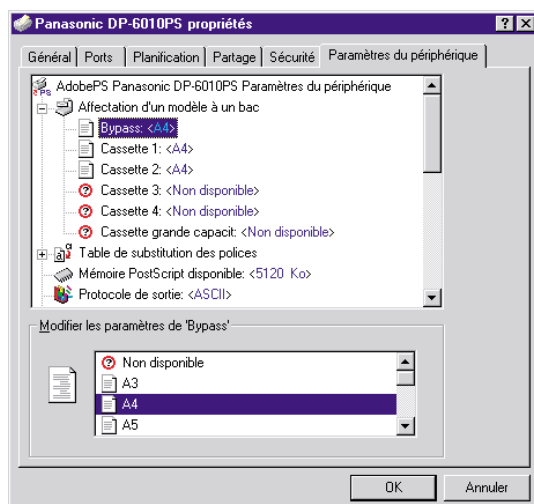 Panasonic DP-6010PS propriétés
Général Ports Planification Partage Sécurité Paramètres du périphérique
AdobePS Panasonic DP-6010PS Paramètres du périphérique
Affectation d'un modèle à un bac
Bypass: <A4>
Cassette 1: <A4>
Cassette 2: <A4>
Cassette 3: <Non disponible>
Cassette 4: <Non disponible>
Cassette grande capacit: <Non disponible>
Table de substitution des polices
Mémoire PostScript disponible: <5120 Ko>
Protocole de sortie: <ASCII>
Modifier les paramètres de 'Bypass'
Non disponible
A3
A4
A5
OK Annuler